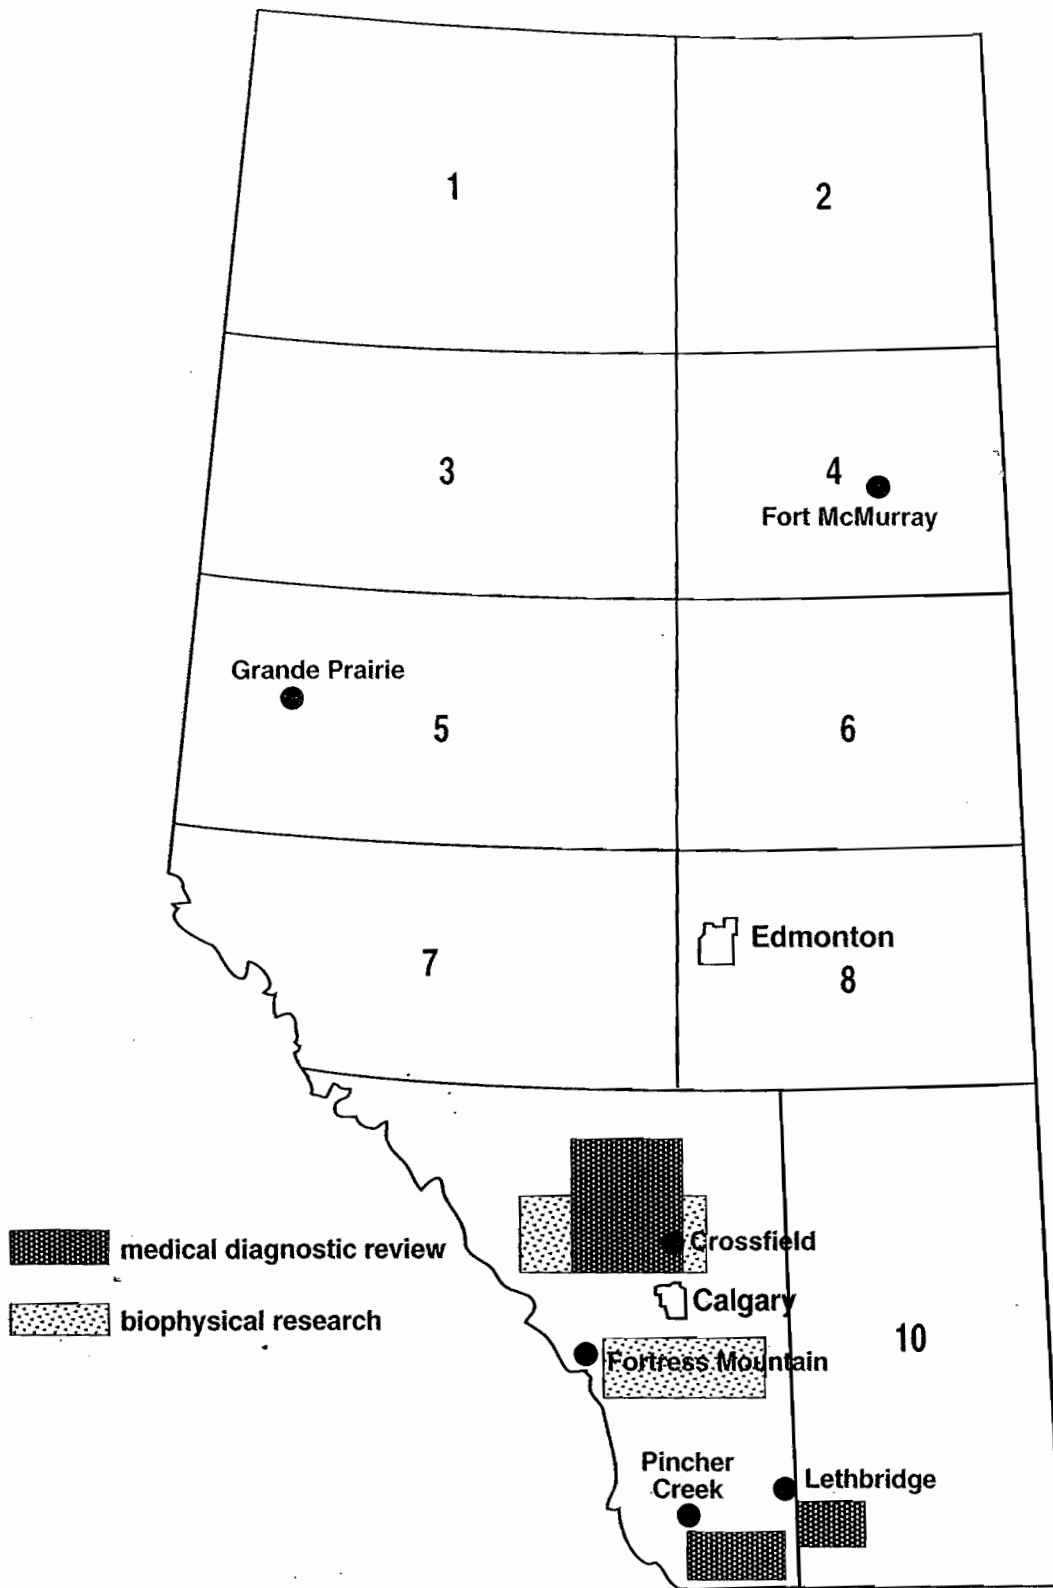 1
2
3
4
Fort McMurray
Grande Prairie
5
6
7
Edmonton
8
medical diagnostic review
biophysical research
Crossfield
Calgary
Fortress Mountain
10
Pincher
Creek
Lethbridge